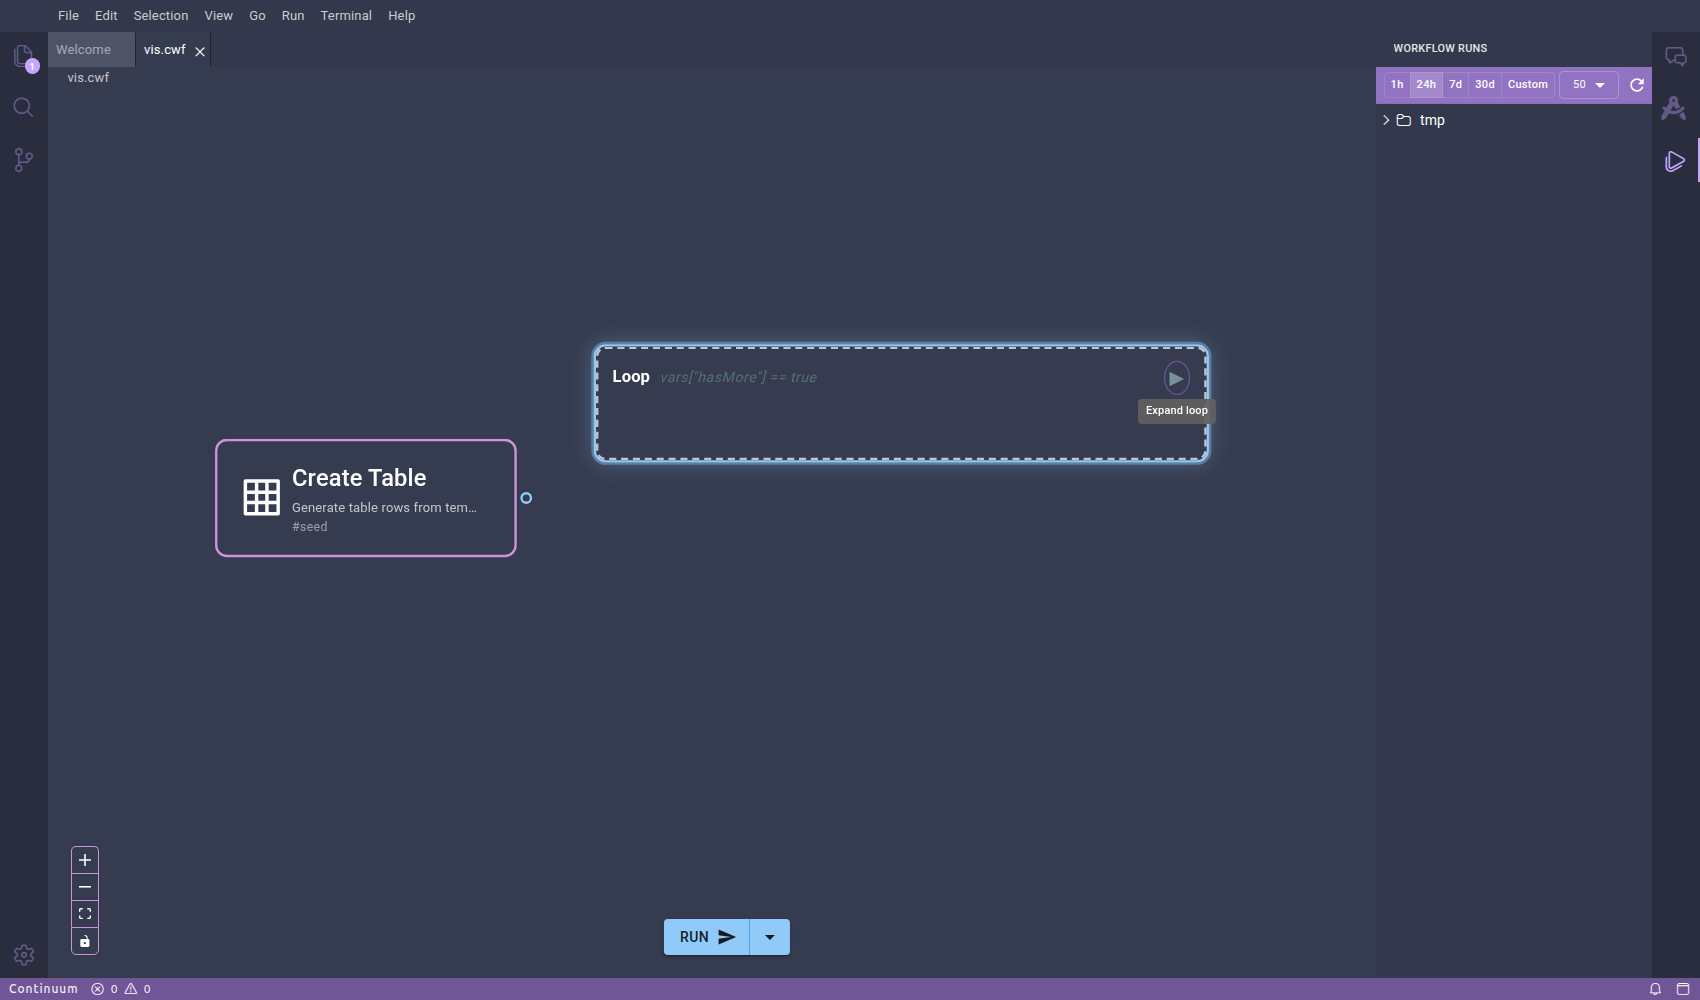 File Edit Selection View Go Run Terminal Help
Welcome vis.cwf
vis.cwf
WORKFLOW RUNS
1h 24h 7d 30d Custom 50
tmp
1
Loop vars["hasMore"] == true
Expand loop
Create Table
Generate table rows from tem...
#seed
RUN
Continuum 0 0